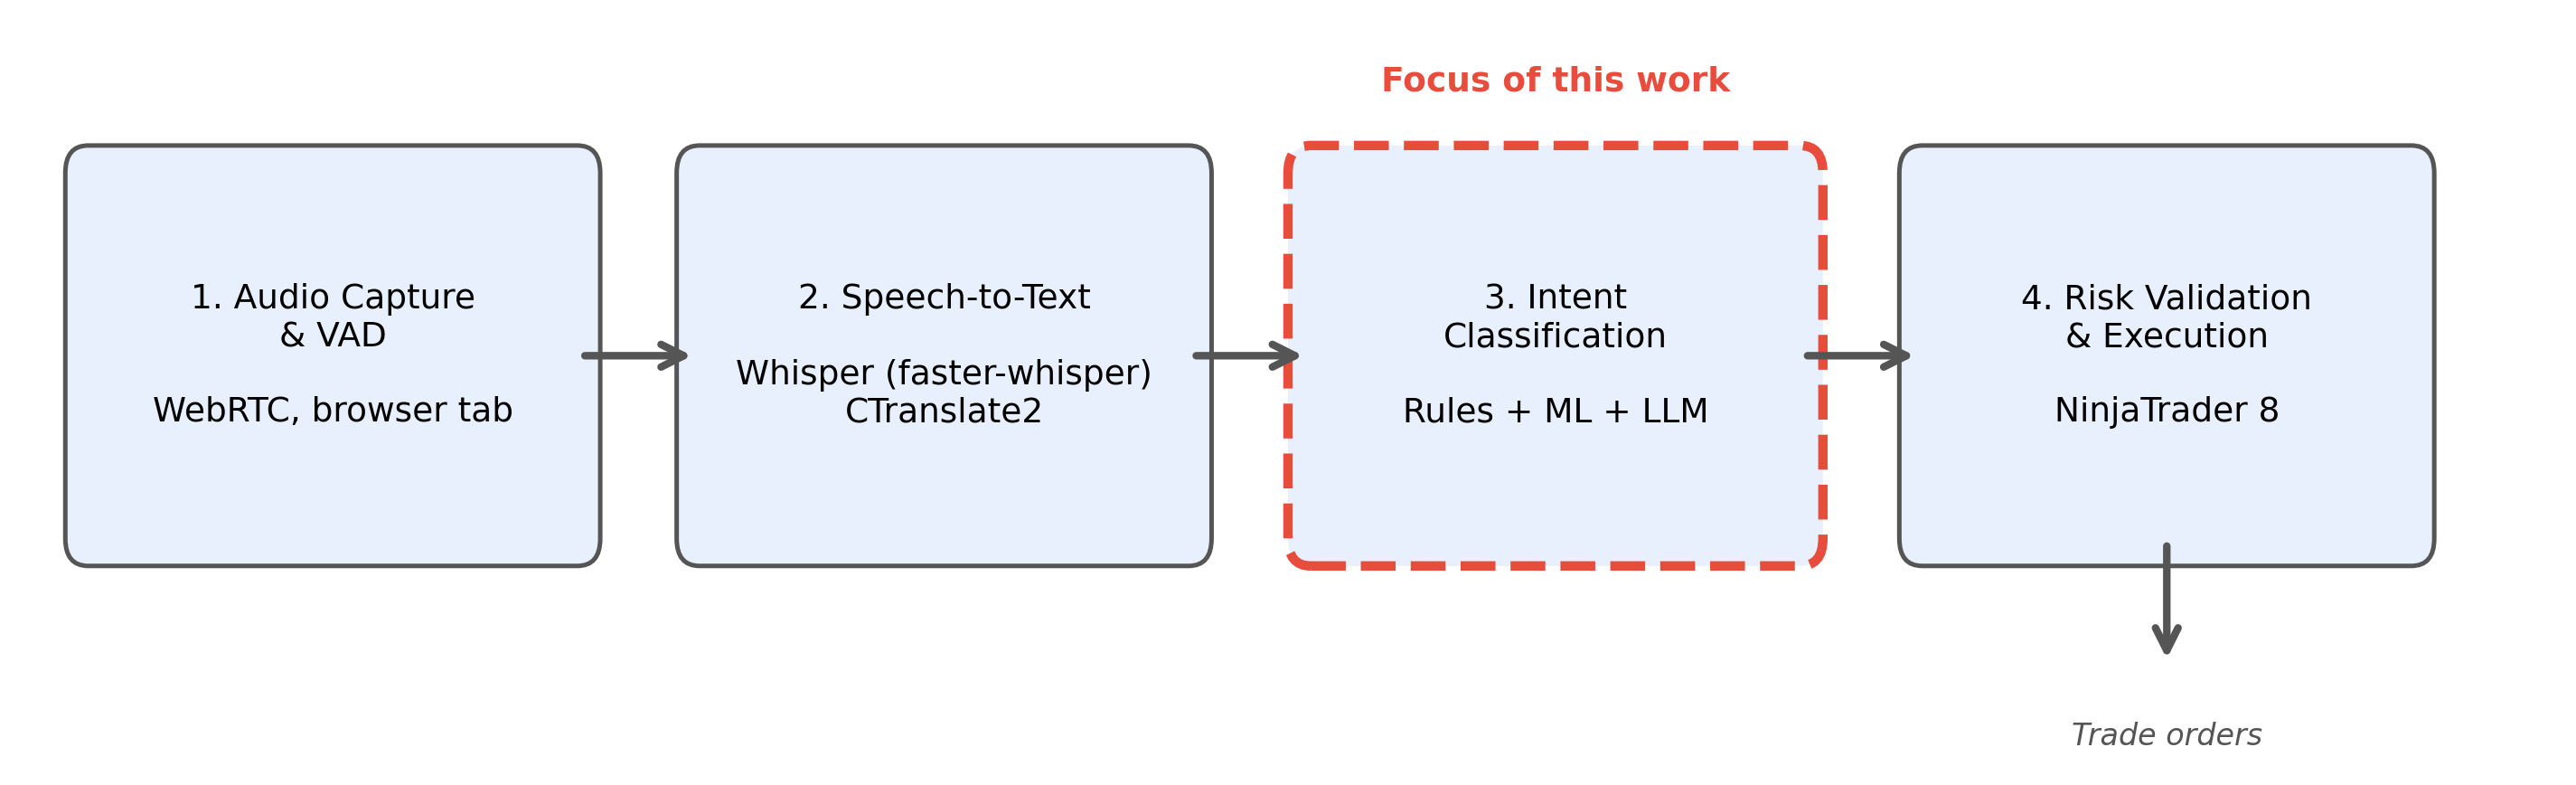 Focus of this work
1. Audio Capture
& VAD
WebRTC, browser tab
2. Speech-to-Text
Whisper (faster-whisper)
CTranslate2
3. Intent
Classification
Rules + ML + LLM
4. Risk Validation
& Execution
NinjaTrader 8
Trade orders